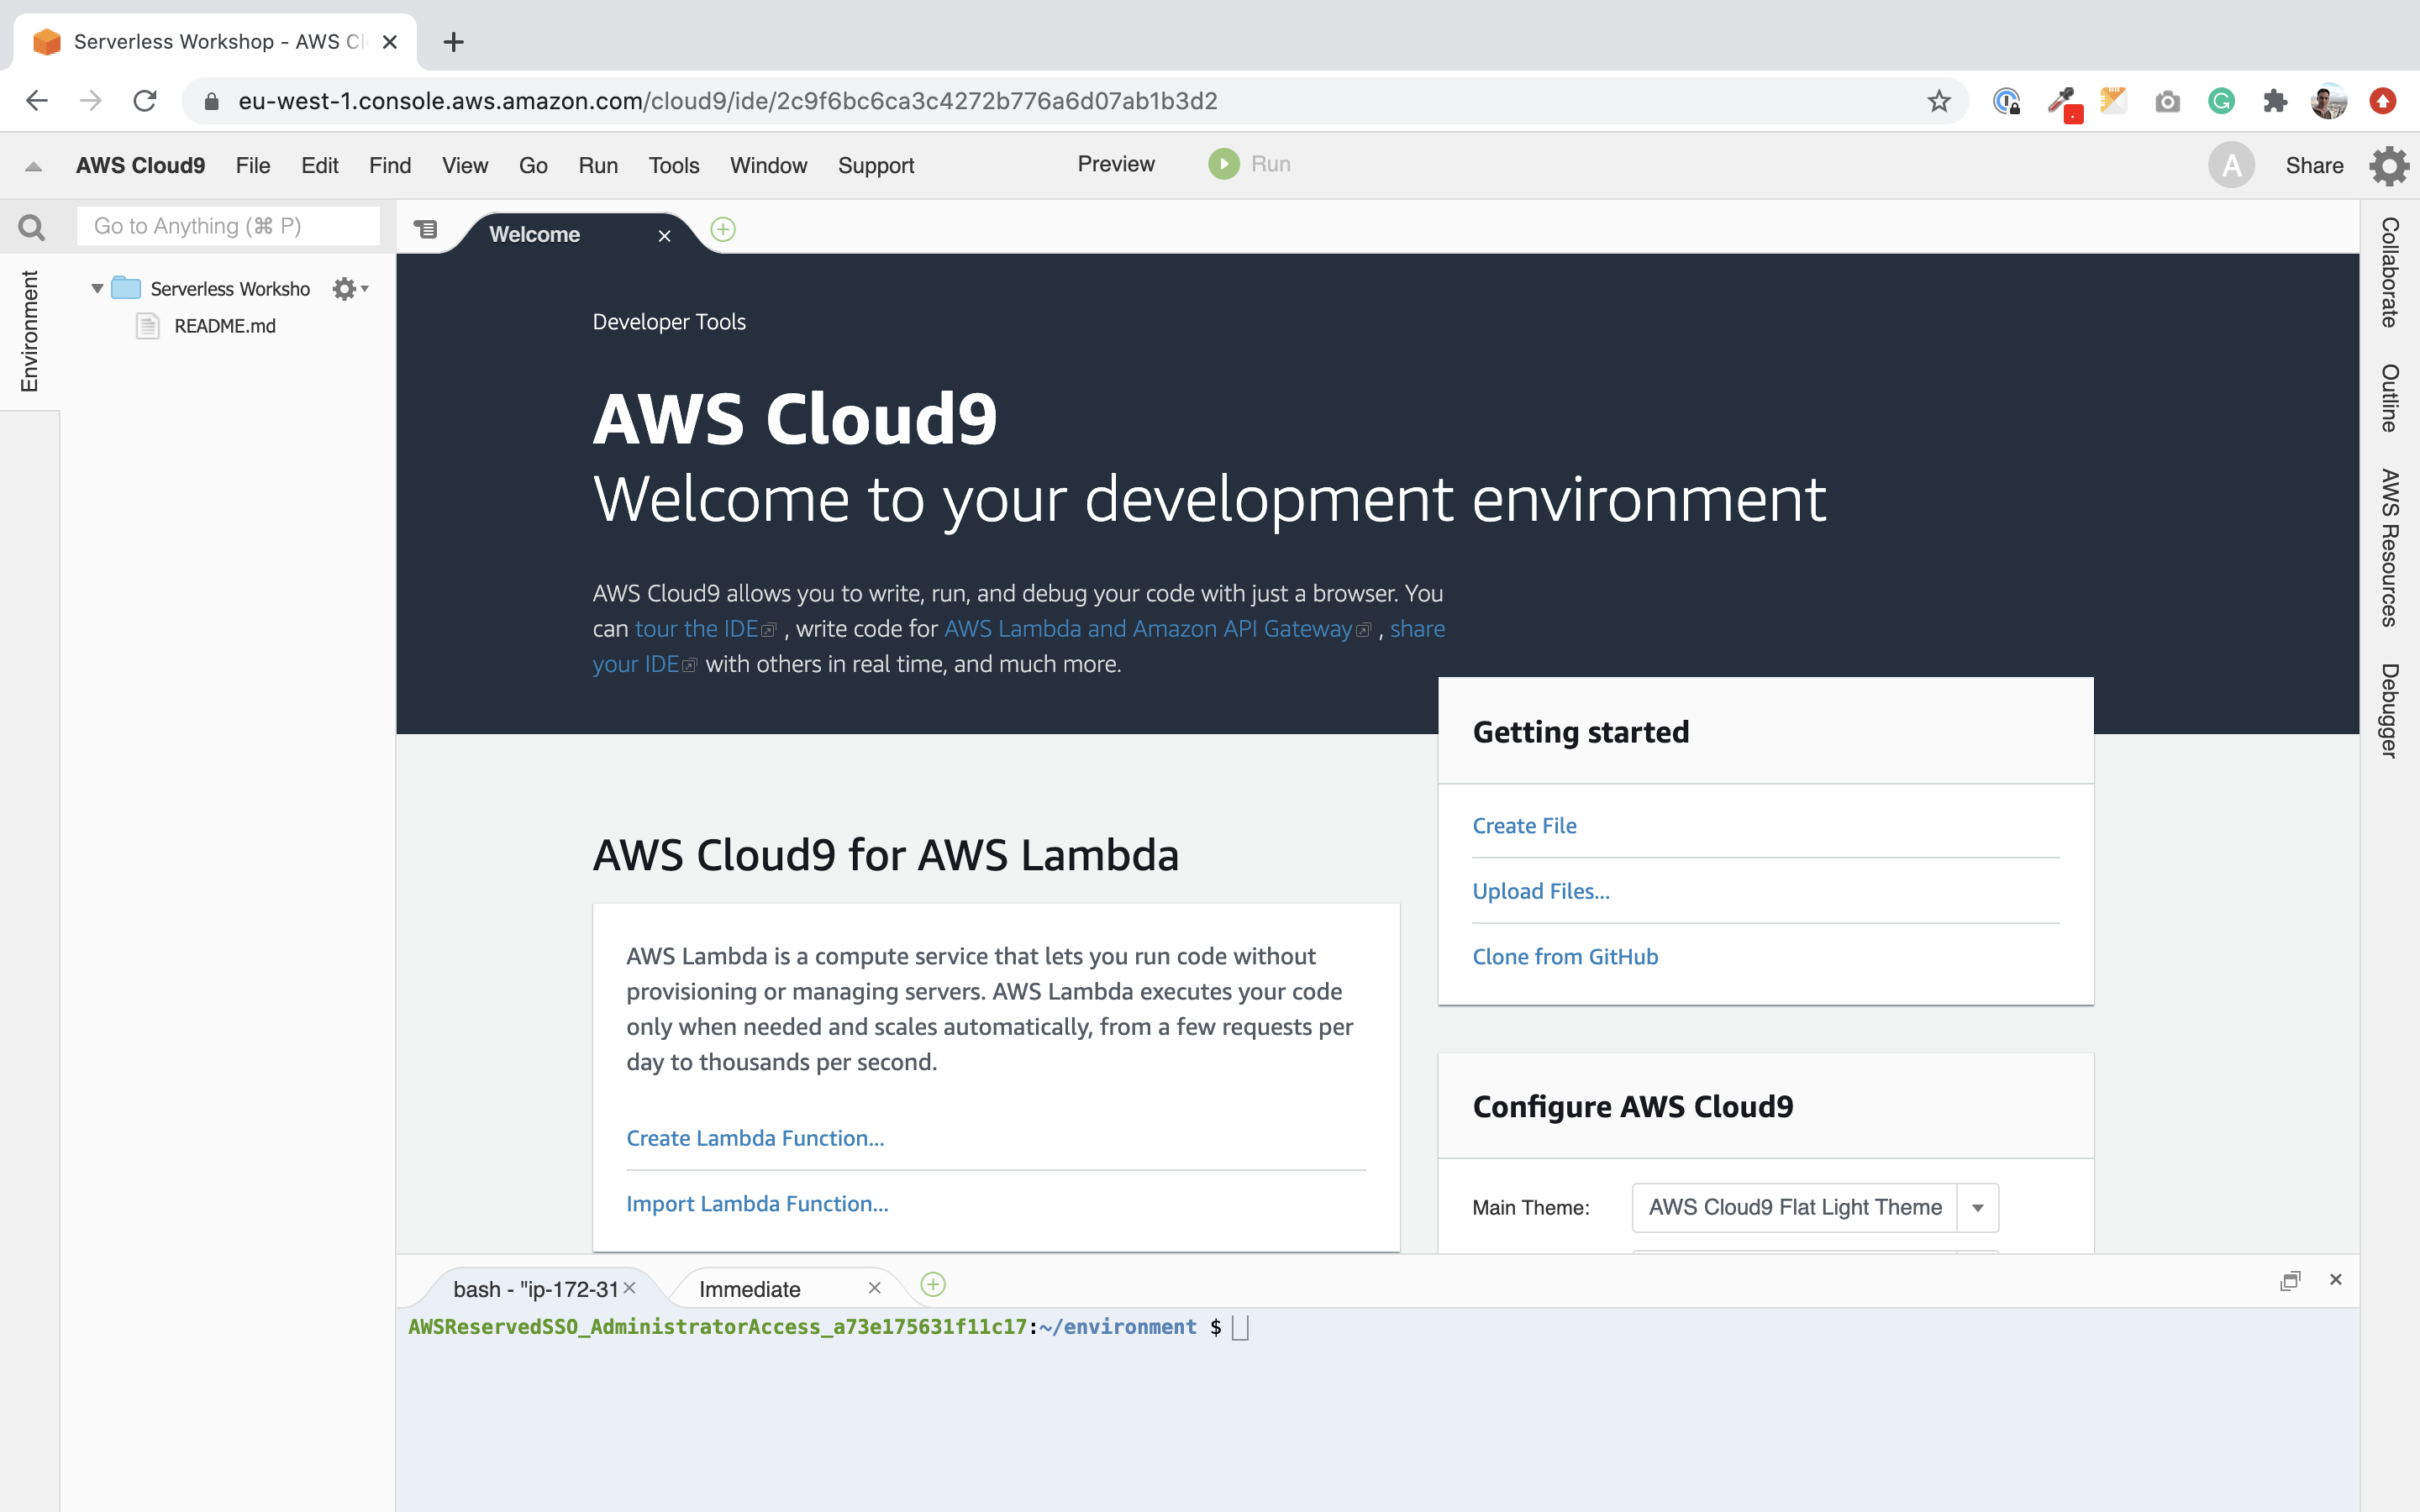 Serverless Workshop - AWS Cl
eu-west-1.console.aws.amazon.com/cloud9/ide/2c9f6bc6ca3c4272b776a6d07ab1b3d2
AWS Cloud9 File Edit Find View Go Run Tools Window Support Preview Run A Share
Go to Anything (⌘ P)
Welcome
Environment
Serverless Worksho
README.md
Collaborate
Outline
AWS Resources
Debugger
Developer Tools
AWS Cloud9
Welcome to your development environment
AWS Cloud9 allows you to write, run, and debug your code with just a browser. You
can tour the IDE , write code for AWS Lambda and Amazon API Gateway , share
your IDE with others in real time, and much more.
Getting started
Create File
Upload Files...
Clone from GitHub
AWS Cloud9 for AWS Lambda
AWS Lambda is a compute service that lets you run code without
provisioning or managing servers. AWS Lambda executes your code
only when needed and scales automatically, from a few requests per
day to thousands per second.
Create Lambda Function...
Import Lambda Function...
Configure AWS Cloud9
Main Theme: AWS Cloud9 Flat Light Theme
bash - "ip-172-31
Immediate
AWSReservedSSO_AdministratorAccess_a73e175631f11c17:~/environment $